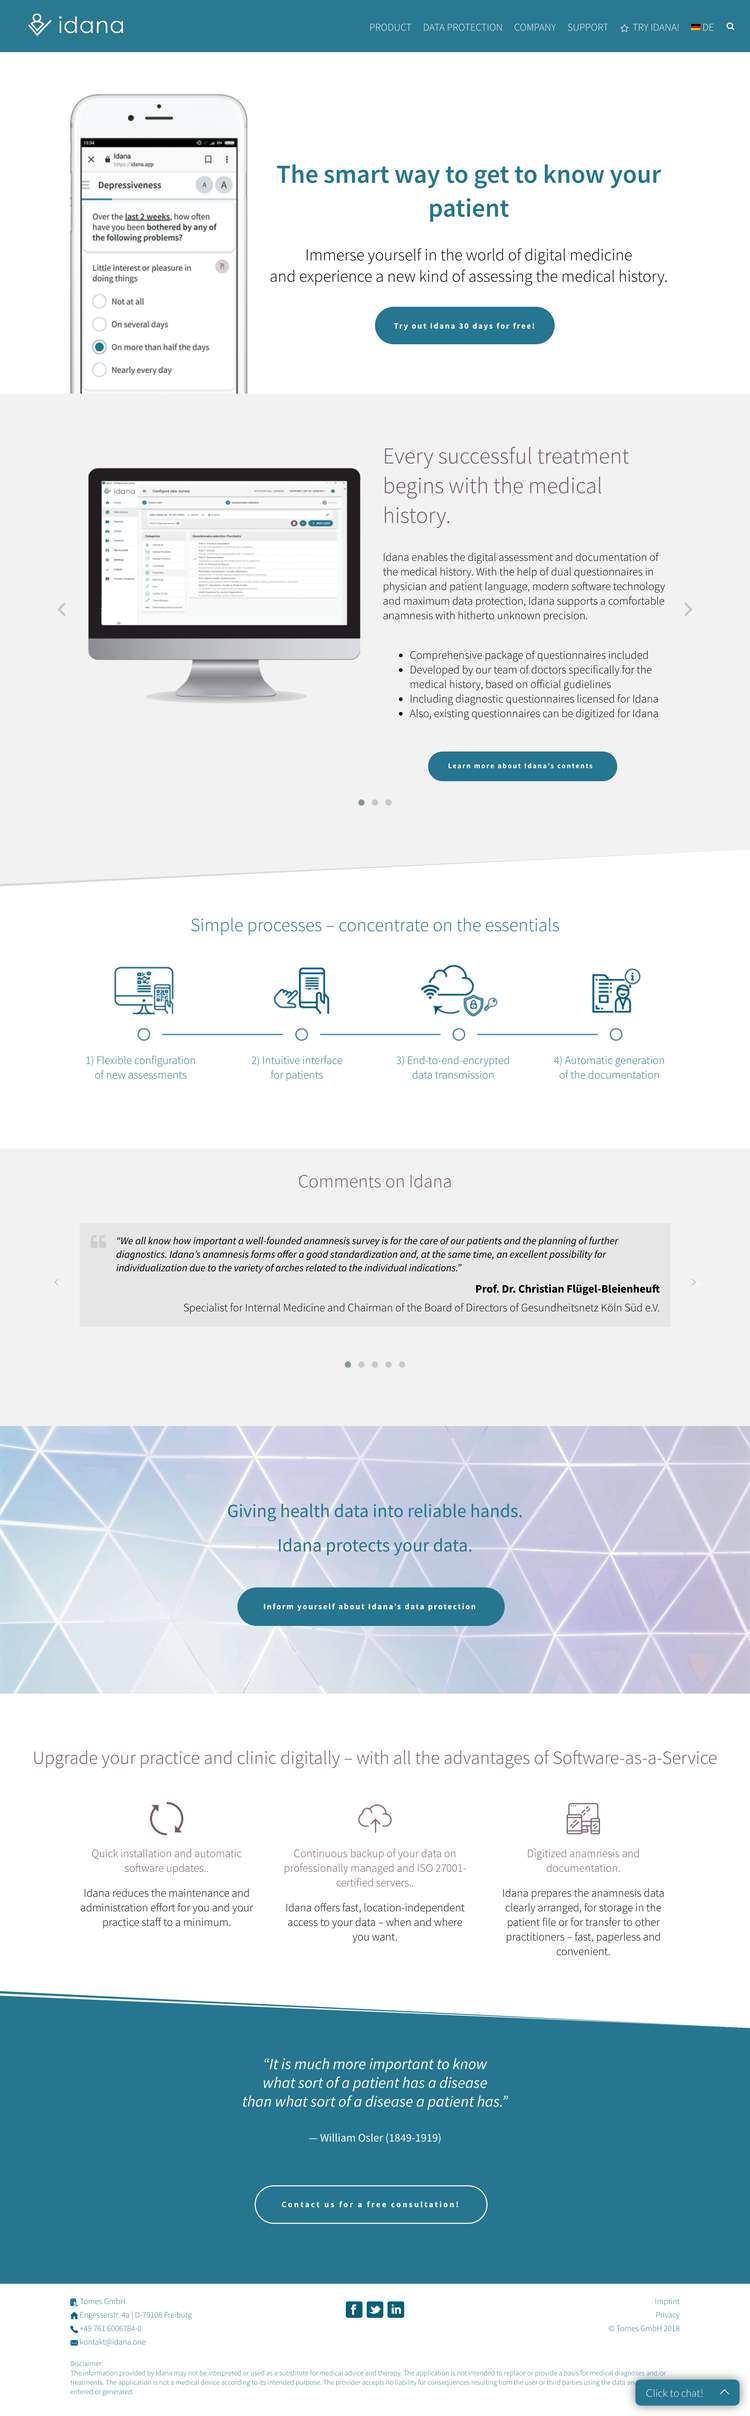 idana
PRODUCT DATA PROTECTION COMPANY SUPPORT TRY IDANA! DE
13:34
Idana
https://idana.app
Depressiveness A A
Over the last 2 weeks, how often
have you been bothered by any of
the following problems?
Little interest or pleasure in
doing things
Not at all
On several days
On more than half the days
Nearly every day
The smart way to get to know your
patient
Immerse yourself in the world of digital medicine
and experience a new kind of assessing the medical history.
Try out Idana 30 days for free!
idana
Configure new survey
Every successful treatment
begins with the medical
history.
Idana enables the digital assessment and documentation of
the medical history. With the help of dual questionnaires in
physician and patient language, modern software technology
and maximum data protection, Idana supports a comfortable
anamnesis with hitherto unknown precision.
Comprehensive package of questionnaires included
Developed by our team of doctors specifically for the
medical history, based on official gudielines
Including diagnostic questionnaires licensed for Idana
Also, existing questionnaires can be digitized for Idana
Learn more about Idana's contents
Simple processes – concentrate on the essentials
1) Flexible configuration
of new assessments
2) Intuitive interface
for patients
3) End-to-end-encrypted
data transmission
4) Automatic generation
of the documentation
Comments on Idana
“We all know how important a well-founded anamnesis survey is for the care of our patients and the planning of further
diagnostics. Idana’s anamnesis forms offer a good standardization and, at the same time, an excellent possibility for
individualization due to the variety of arches related to the individual indications.”
Prof. Dr. Christian Flügel-Bleienheuft
Specialist for Internal Medicine and Chairman of the Board of Directors of Gesundheitsnetz Köln Süd e.V.
Giving health data into reliable hands.
Idana protects your data.
Inform yourself about Idana's data protection
Upgrade your practice and clinic digitally – with all the advantages of Software-as-a-Service
Quick installation and automatic
software updates..
Idana reduces the maintenance and
administration effort for you and your
practice staff to a minimum.
Continuous backup of your data on
professionally managed and ISO 27001-
certified servers..
Idana offers fast, location-independent
access to your data – when and where
you want.
Digitized anamnesis and
documentation.
Idana prepares the anamnesis data
clearly arranged, for storage in the
patient file or for transfer to other
practitioners – fast, paperless and
convenient.
“It is much more important to know
what sort of a patient has a disease
than what sort of a disease a patient has.”
— William Osler (1849-1919)
Contact us for a free consultation!
Tomes GmbH
Engesserstr. 4a | D-79108 Freiburg
+49 761 6006784-0
kontakt@idana.one
Imprint
Privacy
© Tomes GmbH 2018
Disclaimer:
The information provided by Idana may not be interpreted or used as a substitute for medical advice and therapy. The application is not intended to replace or provide a basis for medical diagnoses and/or
treatments. The application is not a medical device according to its intended purpose. The provider accepts no liability for consequences resulting from the user or third parties using the data an
entered or generated.
Click to chat!